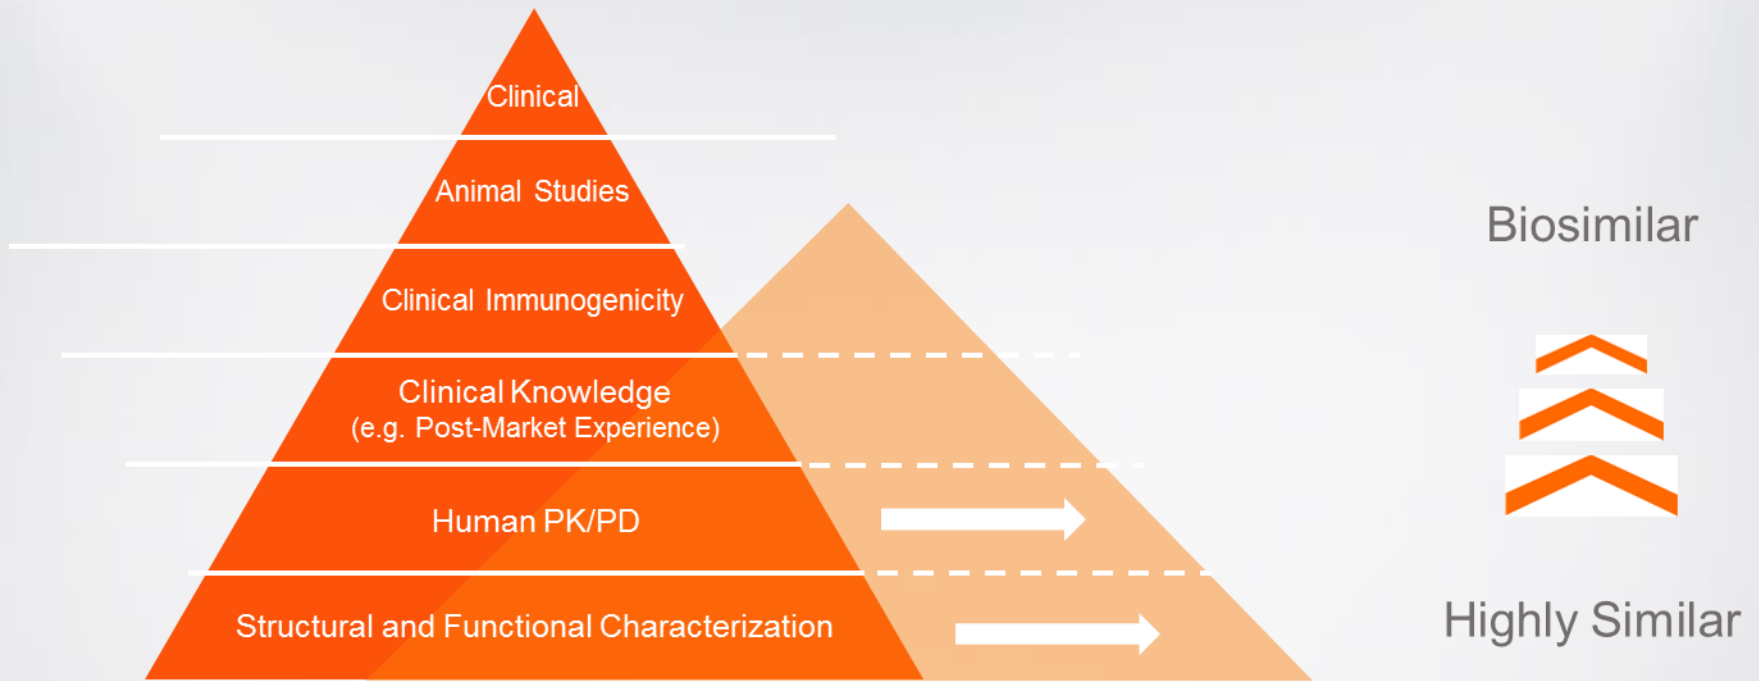 Clinical
Animal Studies
Clinical Immunogenicity
Clinical Knowledge
(e.g. Post-Market Experience)
Human PK/PD
Structural and Functional Characterization
Biosimilar
Highly Similar